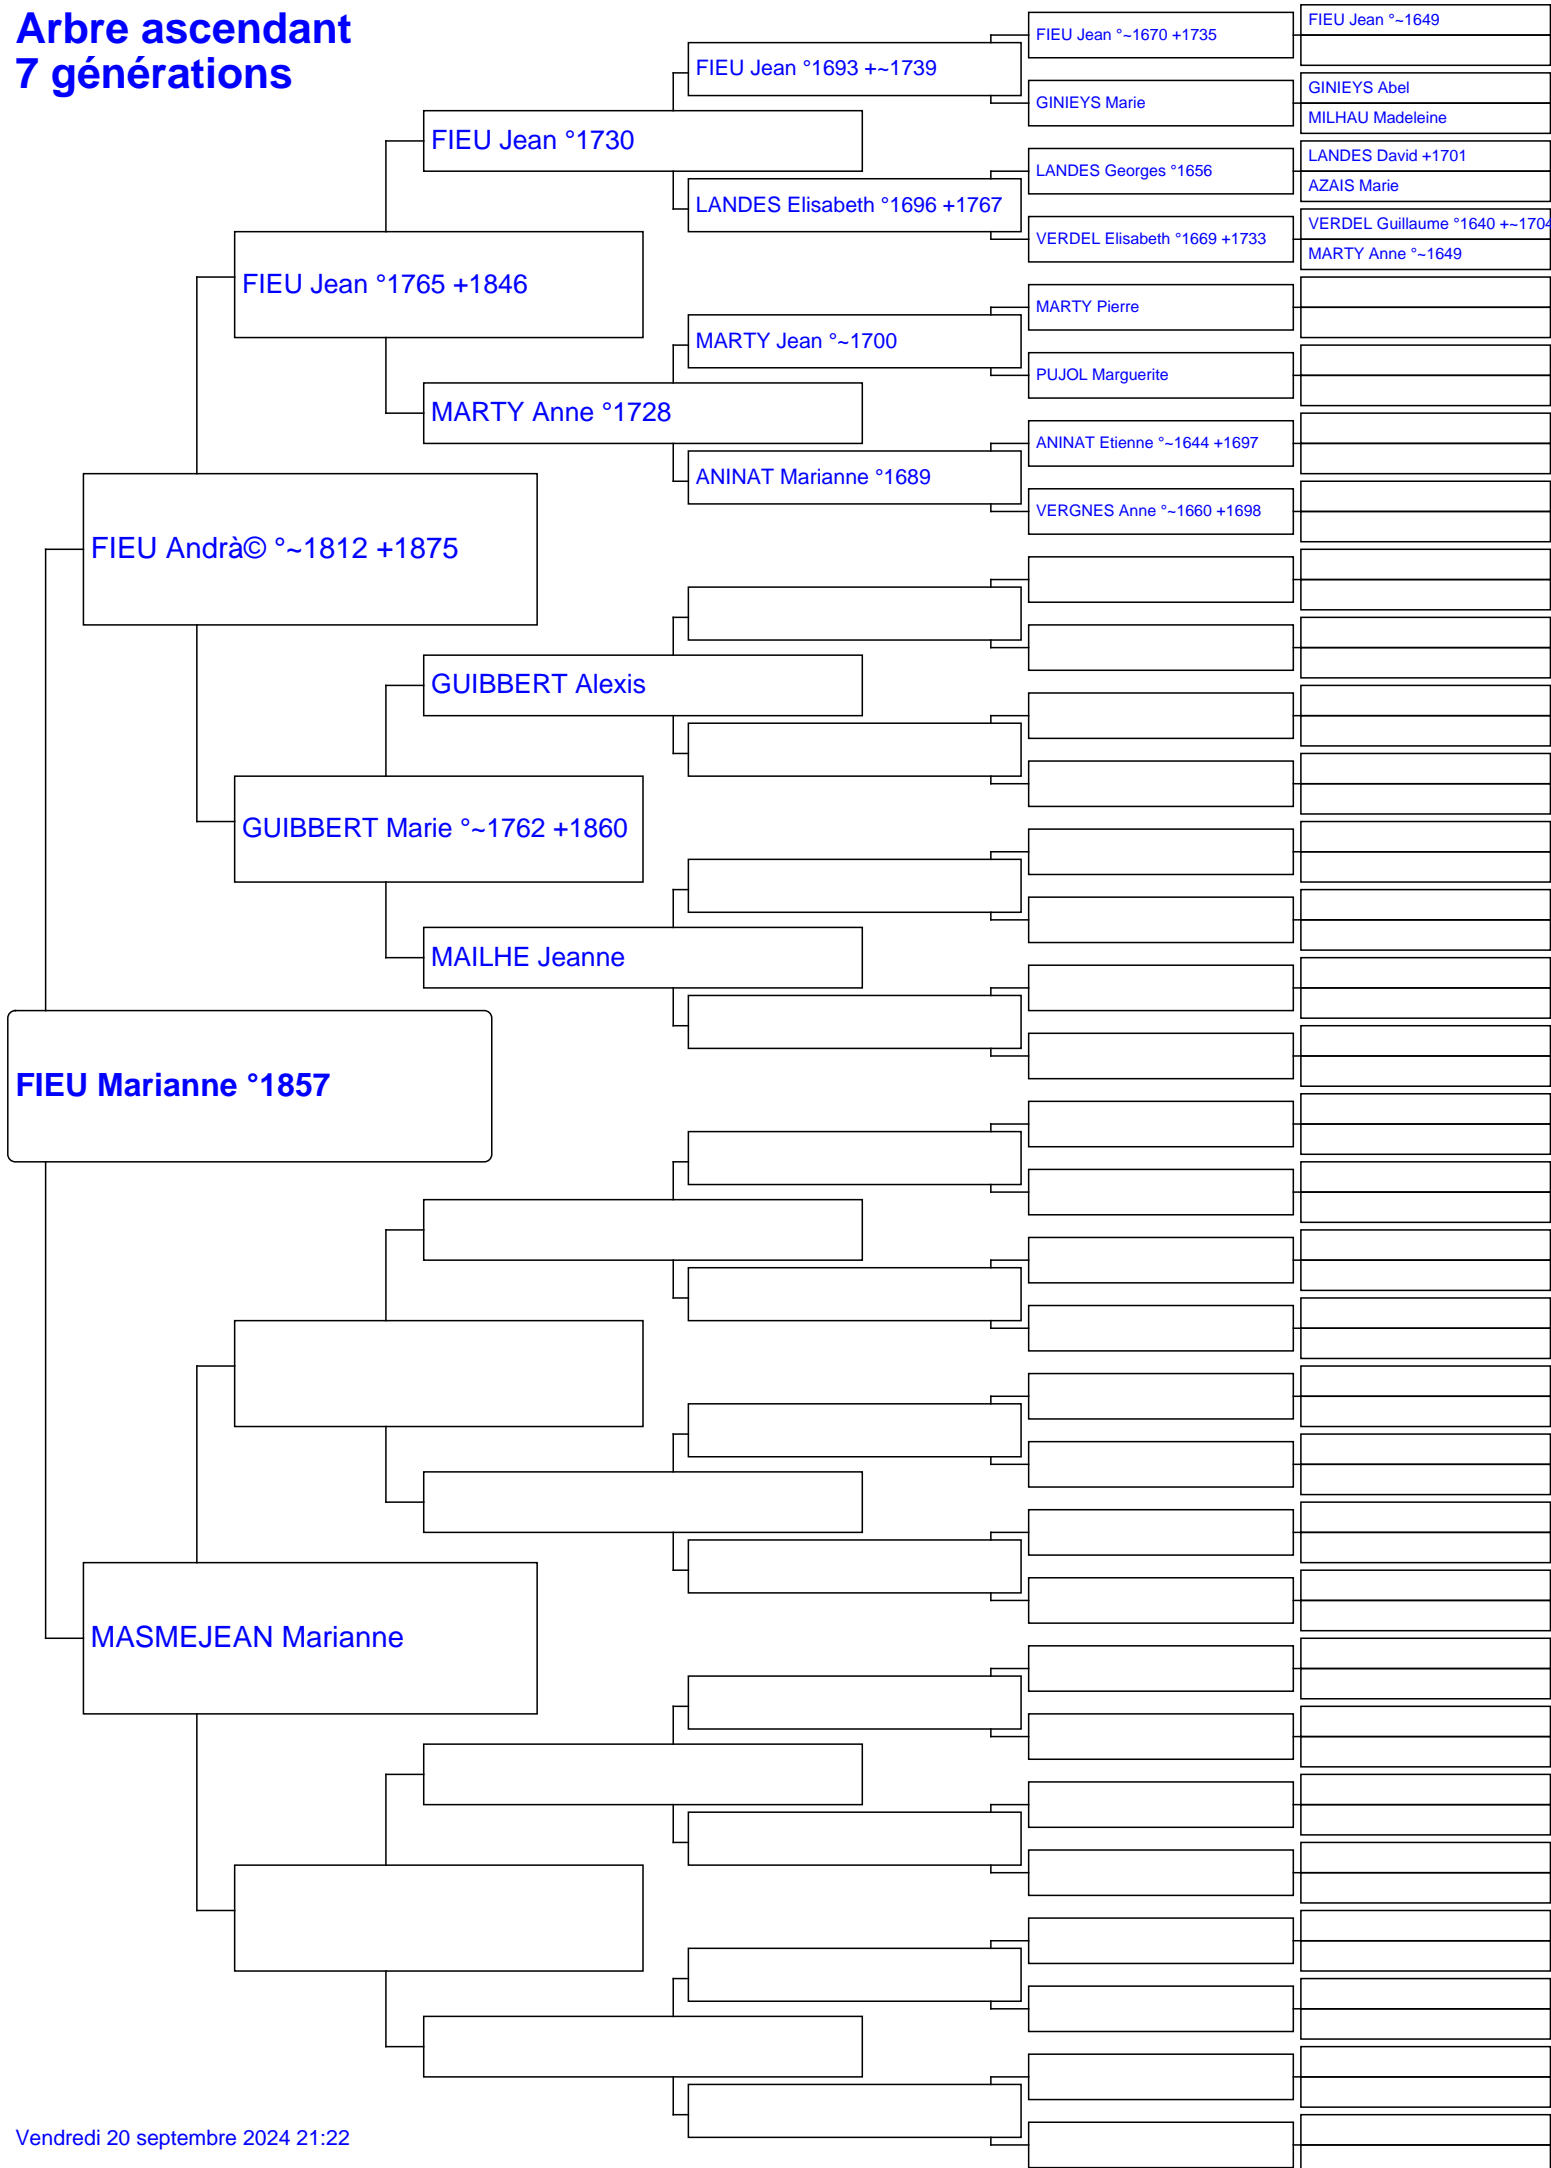 Arbre ascendant
7 générations
FIEU Jean °~1649
FIEU Jean °~1670 +1735
FIEU Jean °1693 +~1739
GINIEYS Abel
GINIEYS Marie
MILHAU Madeleine
FIEU Jean °1730
LANDES David +1701
LANDES Georges °1656
AZAIS Marie
LANDES Elisabeth °1696 +1767
VERDEL Guillaume °1640 +~1704
VERDEL Elisabeth °1669 +1733
MARTY Anne °~1649
FIEU Jean °1765 +1846
MARTY Pierre
MARTY Jean °~1700
PUJOL Marguerite
MARTY Anne °1728
ANINAT Etienne °~1644 +1697
ANINAT Marianne °1689
VERGNES Anne °~1660 +1698
FIEU Andrà© °~1812 +1875
GUIBBERT Alexis
GUIBBERT Marie °~1762 +1860
MAILHE Jeanne
FIEU Marianne °1857
MASMEJEAN Marianne
Vendredi 20 septembre 2024 21:22